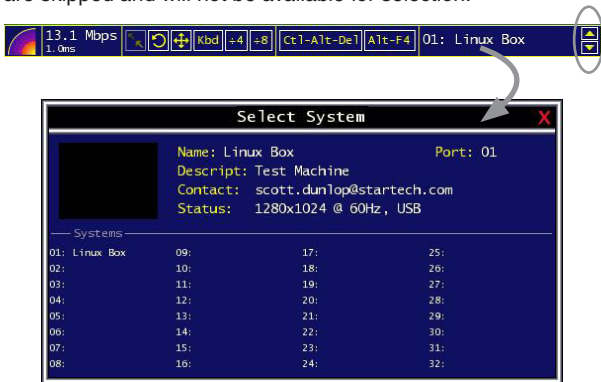 are skipped and will not be available for selection.
13.1 Mbps
1.0ms
Kbd ÷4 ÷8 Ctl-Alt-Del Alt-F4 01: Linux Box
Select System X
Name: Linux Box Port: 01
Descript: Test Machine
Contact: scott.dunlop@startech.com
Status: 1280x1024 @ 60Hz, USB
Systems
01: Linux Box 09: 17: 25:
02: 10: 18: 26:
03: 11: 19: 27:
04: 12: 20: 28:
05: 13: 21: 29:
06: 14: 22: 30:
07: 15: 23: 31:
08: 16: 24: 32: